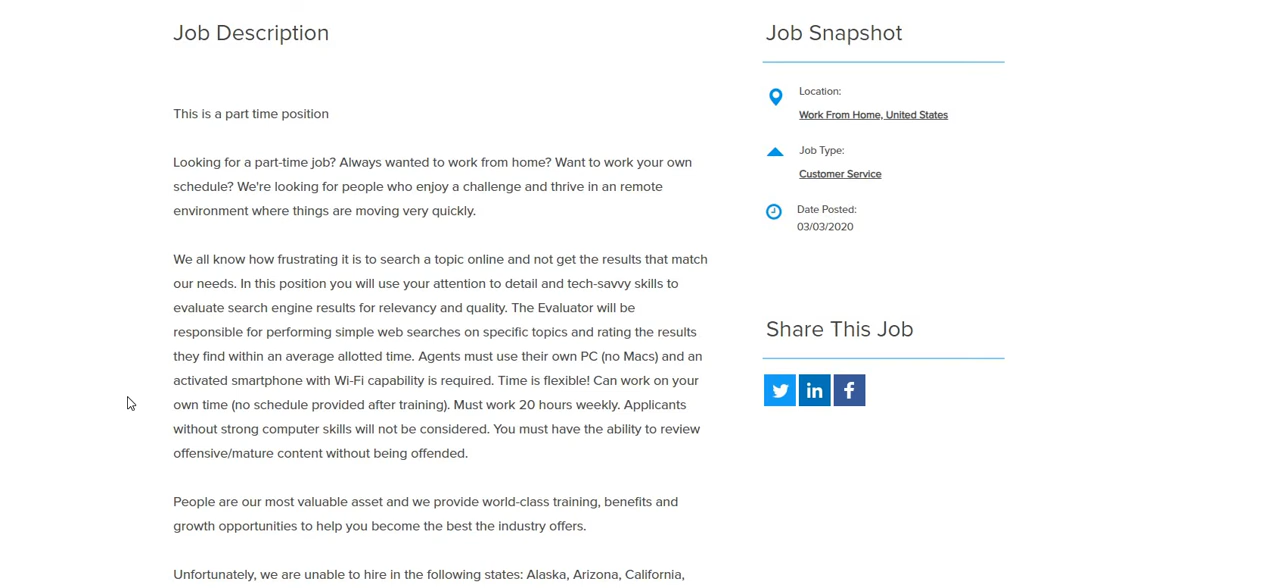 Job Description
This is a part time position
Looking for a part-time job? Always wanted to work from home? Want to work your own
schedule? We're looking for people who enjoy a challenge and thrive in an remote
environment where things are moving very quickly.
We all know how frustrating it is to search a topic online and not get the results that match
our needs. In this position you will use your attention to detail and tech-savvy skills to
evaluate search engine results for relevancy and quality. The Evaluator will be
responsible for performing simple web searches on specific topics and rating the results
they find within an average allotted time. Agents must use their own PC (no Macs) and an
activated smartphone with Wi-Fi capability is required. Time is flexible! Can work on your
own time (no schedule provided after training). Must work 20 hours weekly. Applicants
without strong computer skills will not be considered. You must have the ability to review
offensive/mature content without being offended.
People are our most valuable asset and we provide world-class training, benefits and
growth opportunities to help you become the best the industry offers.
Unfortunately, we are unable to hire in the following states: Alaska, Arizona, California,
Job Snapshot
Location:
Work From Home, United States
Job Type:
Customer Service
Date Posted:
03/03/2020
Share This Job
in
f